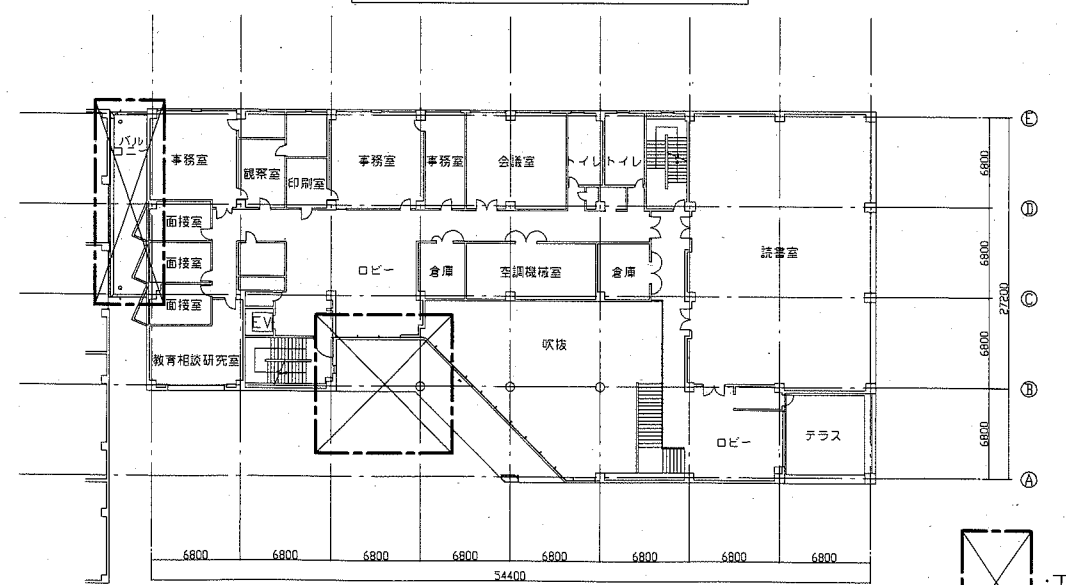 バル
ニー
事務室
観察室
印刷室
事務室
事務室
会議室
トイレ
トイレ
面接室
面接室
面接室
ロビー
倉庫
空調機械室
倉庫
読書室
EV
教育相談研究室
吹抜
ロビー
テラス
E
D
C
B
A
6800
6800
6800
6800
27200
6800
6800
6800
6800
6800
6800
6800
6800
54400